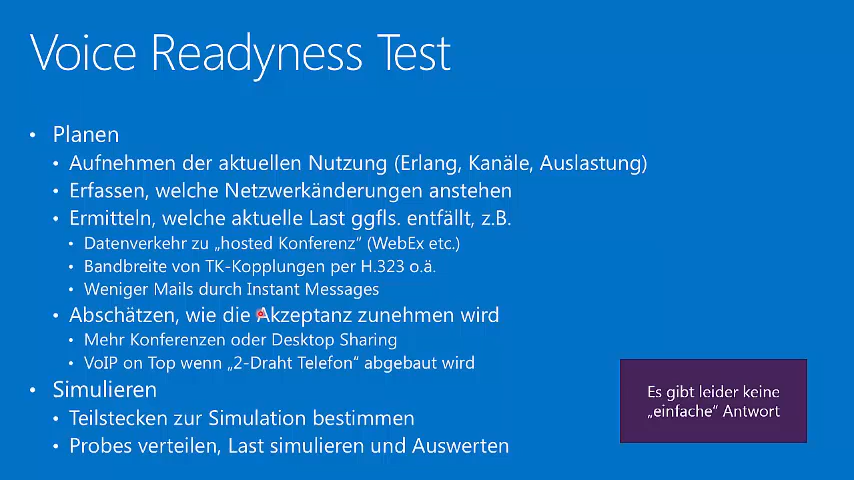 Voice Readyness Test
• Planen
• Aufnehmen der aktuellen Nutzung (Erlang, Kanäle, Auslastung)
• Erfassen, welche Netzwerkänderungen anstehen
• Ermitteln, welche aktuelle Last ggfls. entfällt, z.B.
• Datenverkehr zu „hosted Konferenz“ (WebEx etc.)
• Bandbreite von TK-Kopplungen per H.323 o.ä.
• Weniger Mails durch Instant Messages
• Abschätzen, wie die Akzeptanz zunehmen wird
• Mehr Konferenzen oder Desktop Sharing
• VoIP on Top wenn „2-Draht Telefon“ abgebaut wird
• Simulieren
• Teilstecken zur Simulation bestimmen
• Probes verteilen, Last simulieren und Auswerten
Es gibt leider keine
„einfache“ Antwort